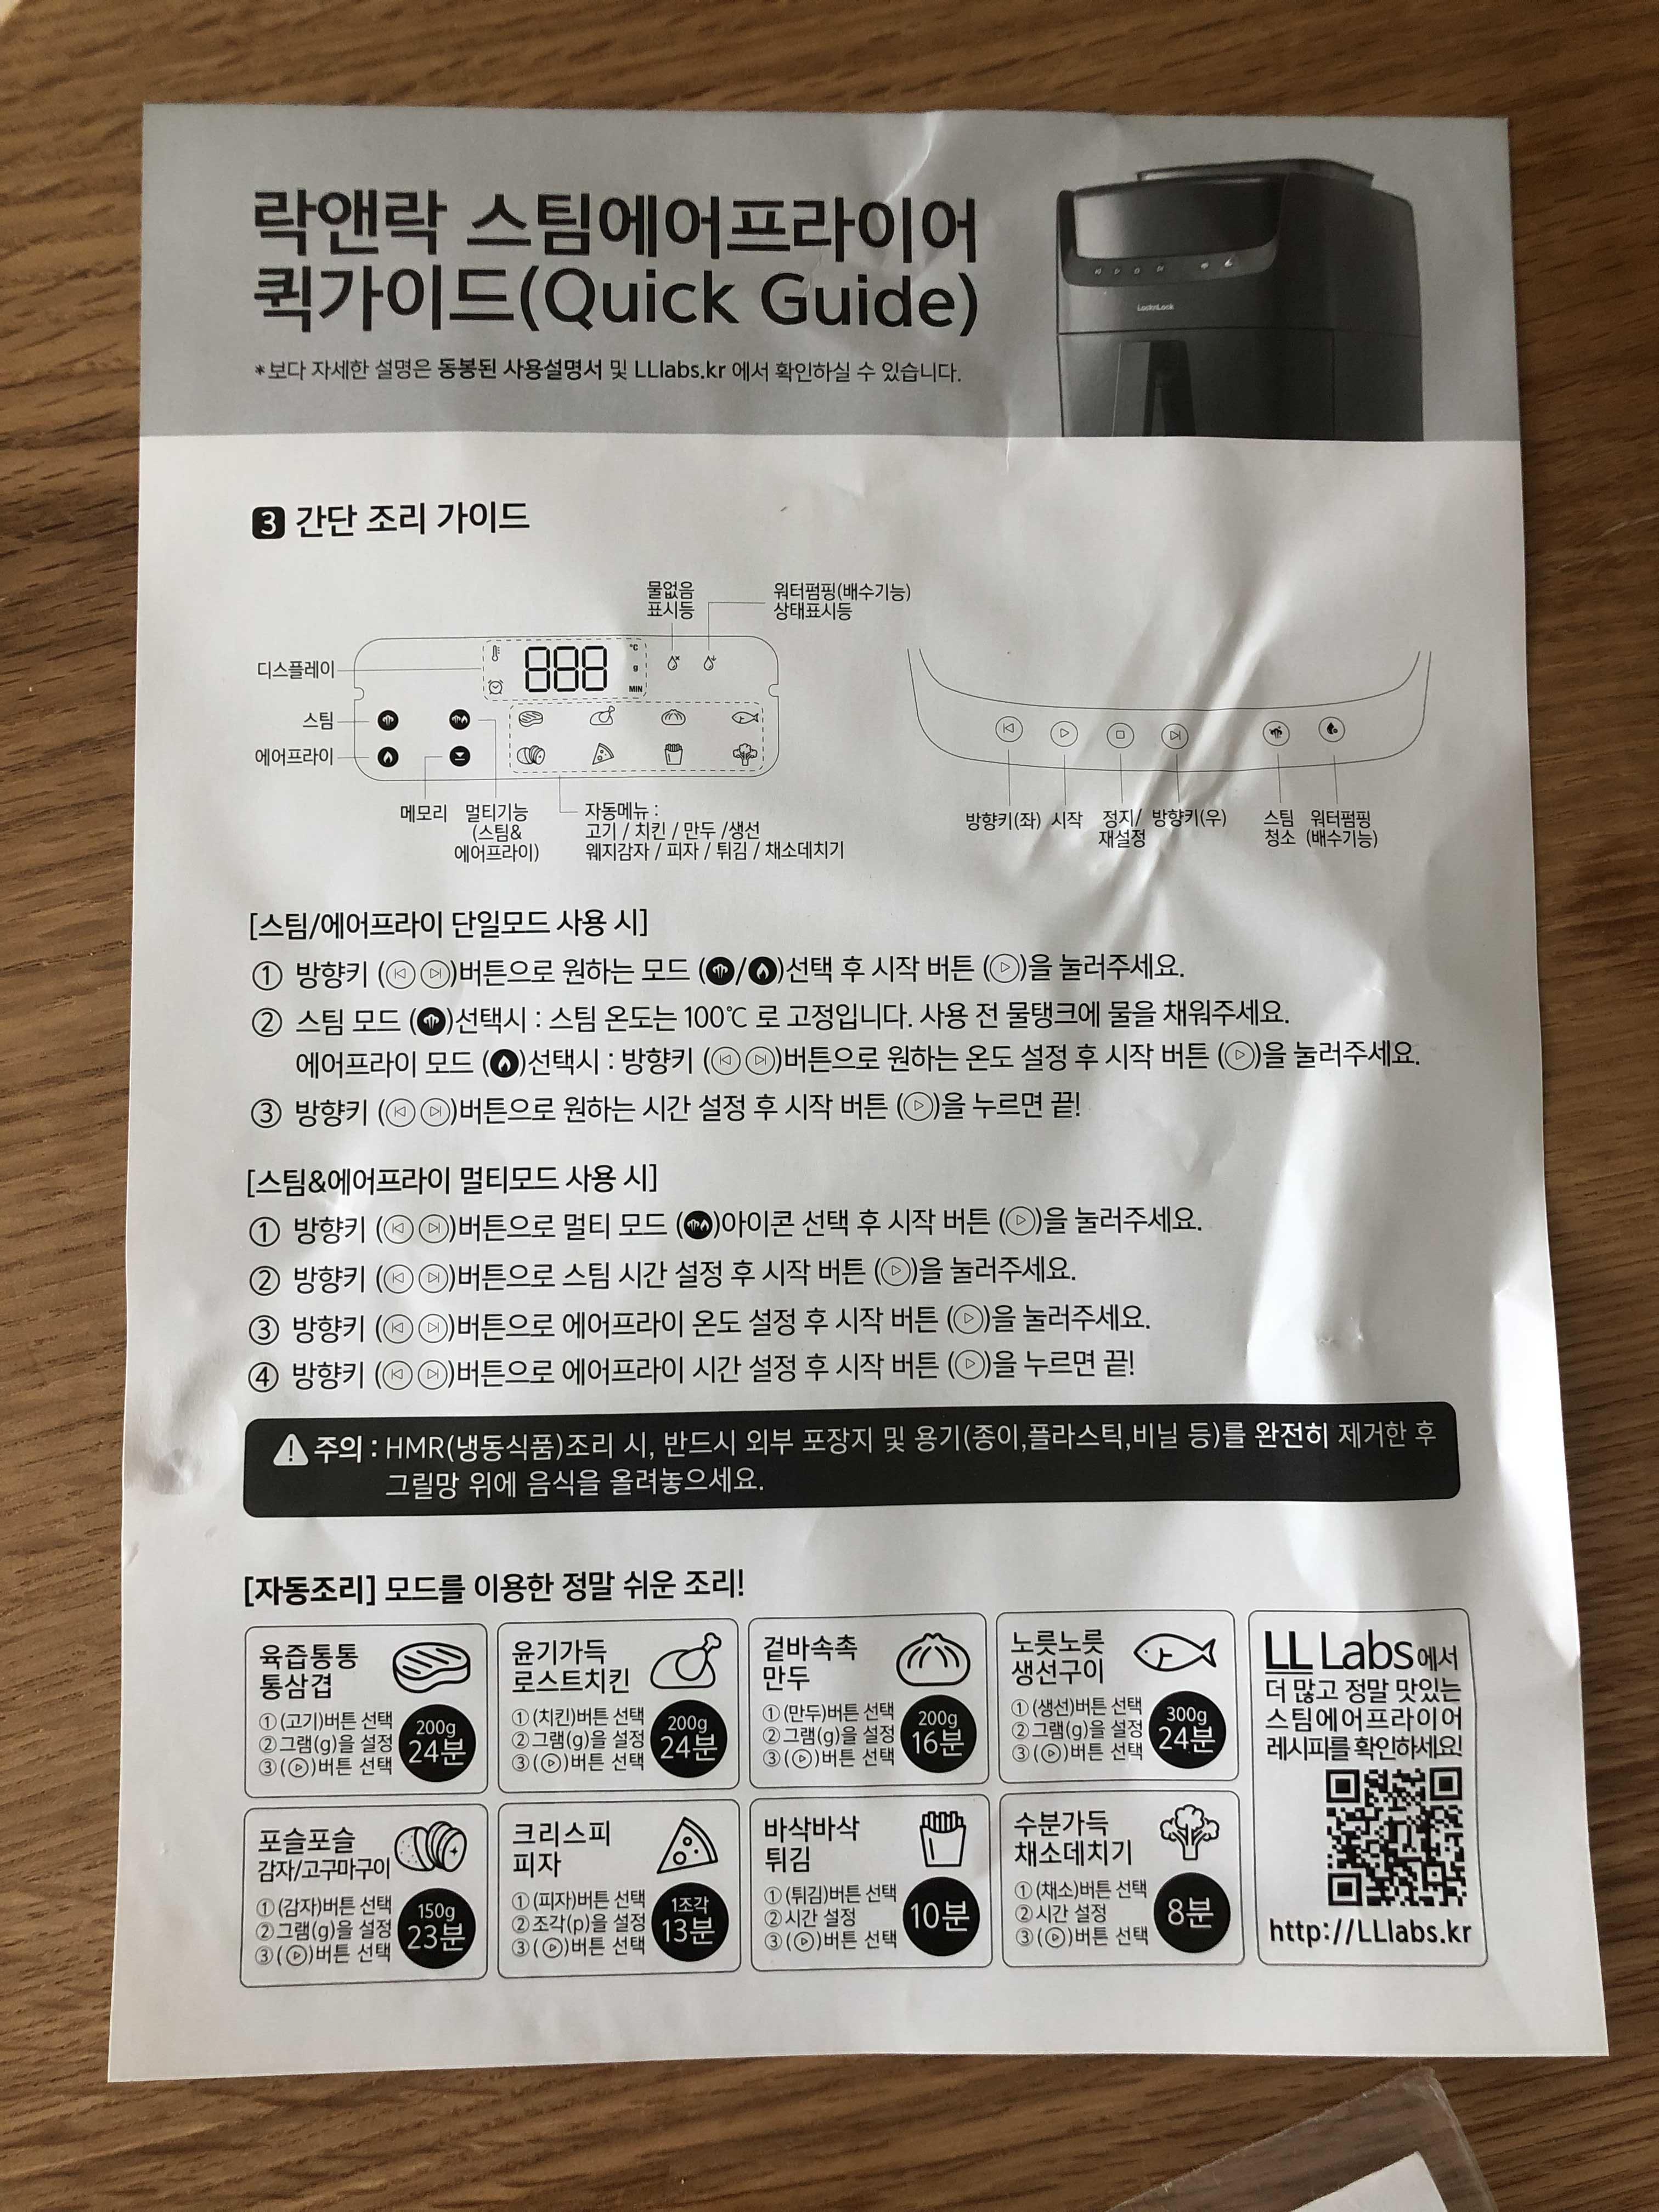 락앤락 스팀에어프라이어
퀵가이드(Quick Guide)
*보다 자세한 설명은 동봉된 사용설명서 및 LLlabs.kr 에서 확인하실 수 있습니다.
LocknLock
3 간단 조리 가이드
물없음
표시등
워터펌핑(배수기능)
상태표시등
디스플레이
888
°C
g
MIN
스팀
에어프라이
메모리
멀티기능
(스팀&
에어프라이)
자동메뉴 :
고기 / 치킨 / 만두 /생선
웨지감자 / 피자 / 튀김 / 채소데치기
방향키(좌)
시작
정지/
재설정
방향키(우)
스팀
청소
워터펌핑
(배수기능)
[스팀/에어프라이 단일모드 사용 시]
① 방향키 ( )버튼으로 원하는 모드 ( / )선택 후 시작 버튼 ( )을 눌러주세요.
② 스팀 모드 ( )선택시 : 스팀 온도는 100℃ 로 고정입니다. 사용 전 물탱크에 물을 채워주세요.
에어프라이 모드 ( )선택시 : 방향키 ( )버튼으로 원하는 온도 설정 후 시작 버튼 ( )을 눌러주세요.
③ 방향키 ( )버튼으로 원하는 시간 설정 후 시작 버튼 ( )을 누르면 끝!
[스팀&에어프라이 멀티모드 사용 시]
① 방향키 ( )버튼으로 멀티 모드 ( )아이콘 선택 후 시작 버튼 ( )을 눌러주세요.
② 방향키 ( )버튼으로 스팀 시간 설정 후 시작 버튼 ( )을 눌러주세요.
③ 방향키 ( )버튼으로 에어프라이 온도 설정 후 시작 버튼 ( )을 눌러주세요.
④ 방향키 ( )버튼으로 에어프라이 시간 설정 후 시작 버튼 ( )을 누르면 끝!
주의 : HMR(냉동식품)조리 시, 반드시 외부 포장지 및 용기(종이,플라스틱,비닐 등)를 완전히 제거한 후
그릴망 위에 음식을 올려놓으세요.
[자동조리] 모드를 이용한 정말 쉬운 조리!
육즙통통
통삼겹
① (고기)버튼 선택
② 그램(g)을 설정
③ ( )버튼 선택
200g
24분
윤기가득
로스트치킨
① (치킨)버튼 선택
② 그램(g)을 설정
③ ( )버튼 선택
200g
24분
겉바속촉
만두
① (만두)버튼 선택
② 그램(g)을 설정
③ ( )버튼 선택
200g
16분
노릇노릇
생선구이
① (생선)버튼 선택
② 그램(g)을 설정
③ ( )버튼 선택
300g
24분
LL Labs에서
더 많고 정말 맛있는
스팀에어프라이어
레시피를 확인하세요!
http://LLlabs.kr
포슬포슬
감자/고구마구이
① (감자)버튼 선택
② 그램(g)을 설정
③ ( )버튼 선택
150g
23분
크리스피
피자
① (피자)버튼 선택
② 조각(p)을 설정
③ ( )버튼 선택
1조각
13분
바삭바삭
튀김
① (튀김)버튼 선택
② 시간 설정
③ ( )버튼 선택
10분
수분가득
채소데치기
① (채소)버튼 선택
② 시간 설정
③ ( )버튼 선택
8분